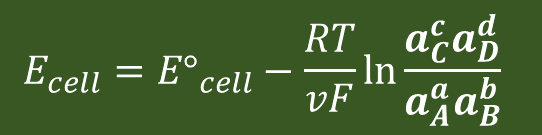 E_cell = E°_cell − RT/vF ln a_C^c a_D^d / a_A^a a_B^b